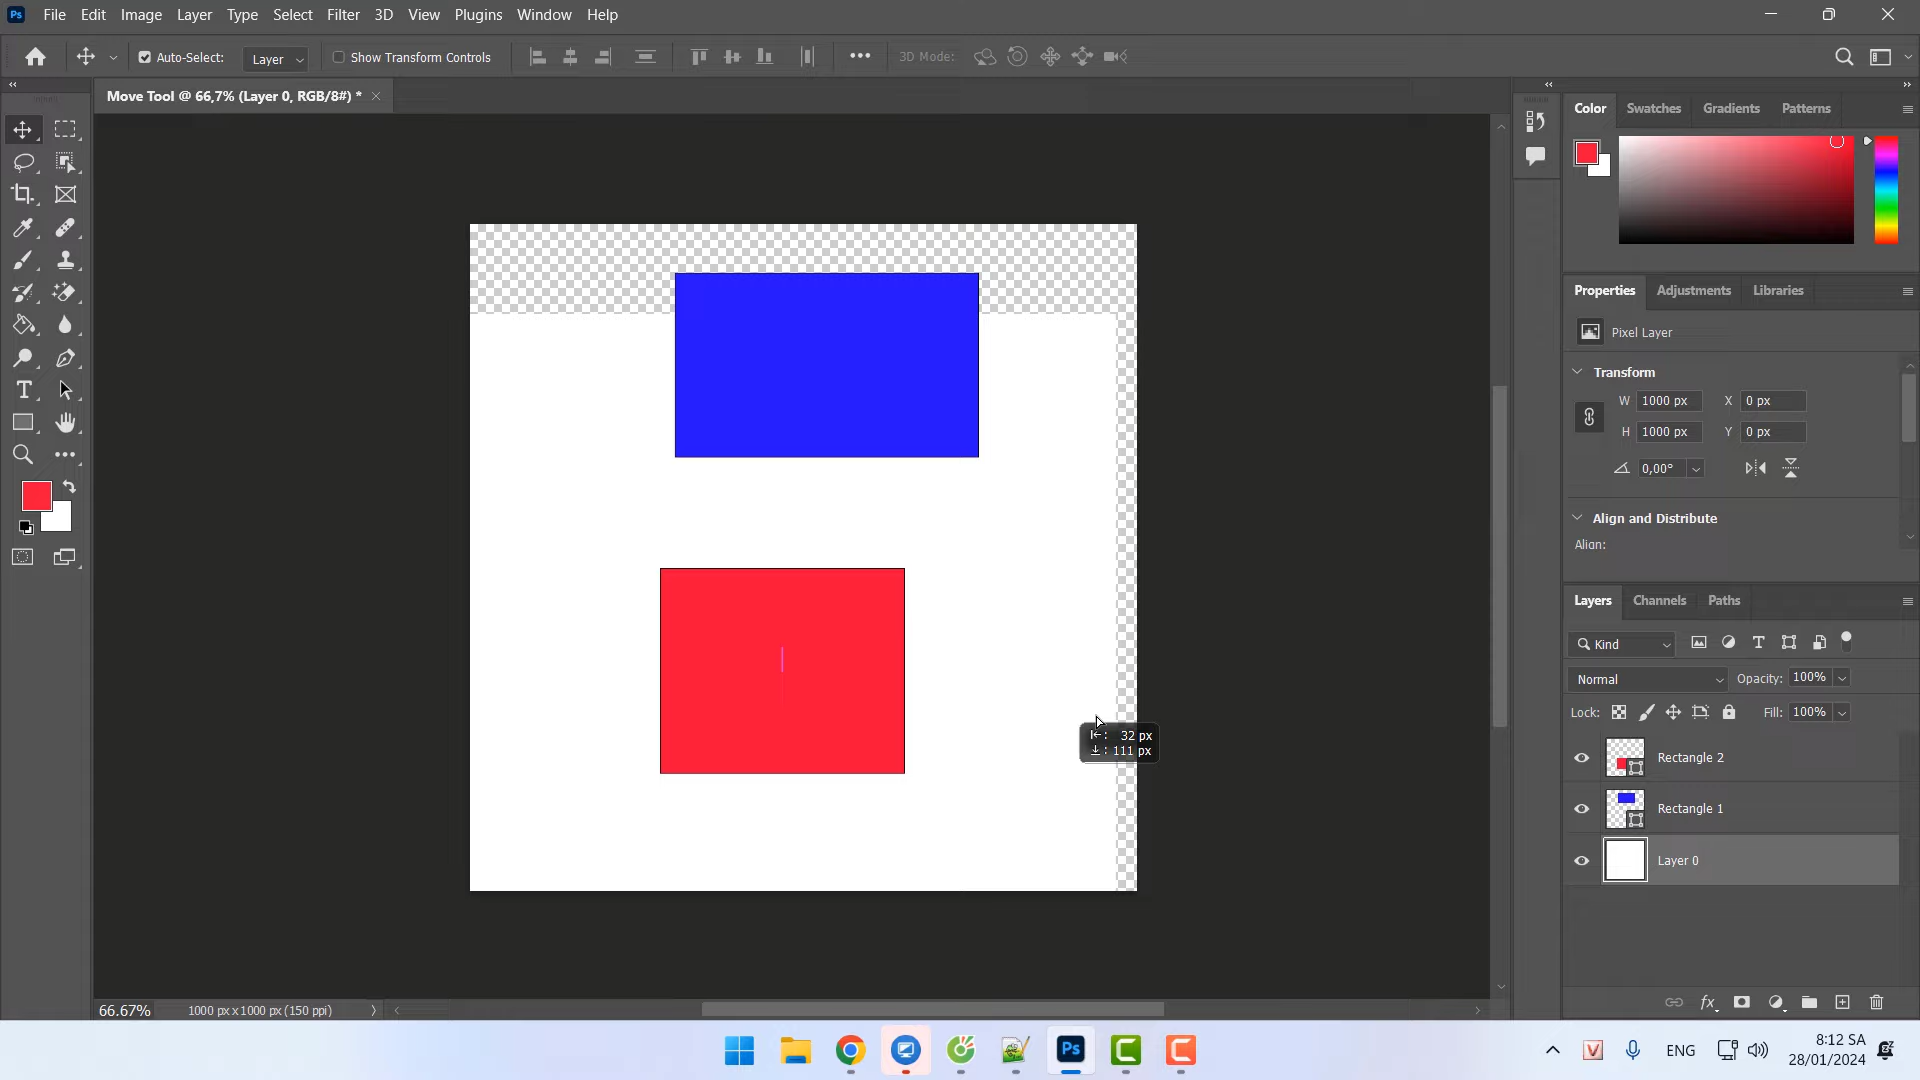 Ps File Edit Image Layer Type Select Filter 3D View Plugins Window Help
Auto-Select: Layer Show Transform Controls ••• 3D Mode:
Move Tool @ 66,7% (Layer 0, RGB/8#) * ×
Color Swatches Gradients Patterns
Properties Adjustments Libraries
Pixel Layer
Transform
W 1000 px X 0 px
H 1000 px Y 0 px
0,00°
Align and Distribute
Align:
Layers Channels Paths
Kind
Normal Opacity: 100%
Lock: Fill: 100%
: 32 px
: 111 px
Rectangle 2
Rectangle 1
Layer 0
66.67% 1000 px x 1000 px (150 ppi)
Ps ENG 8:12 SA
28/01/2024